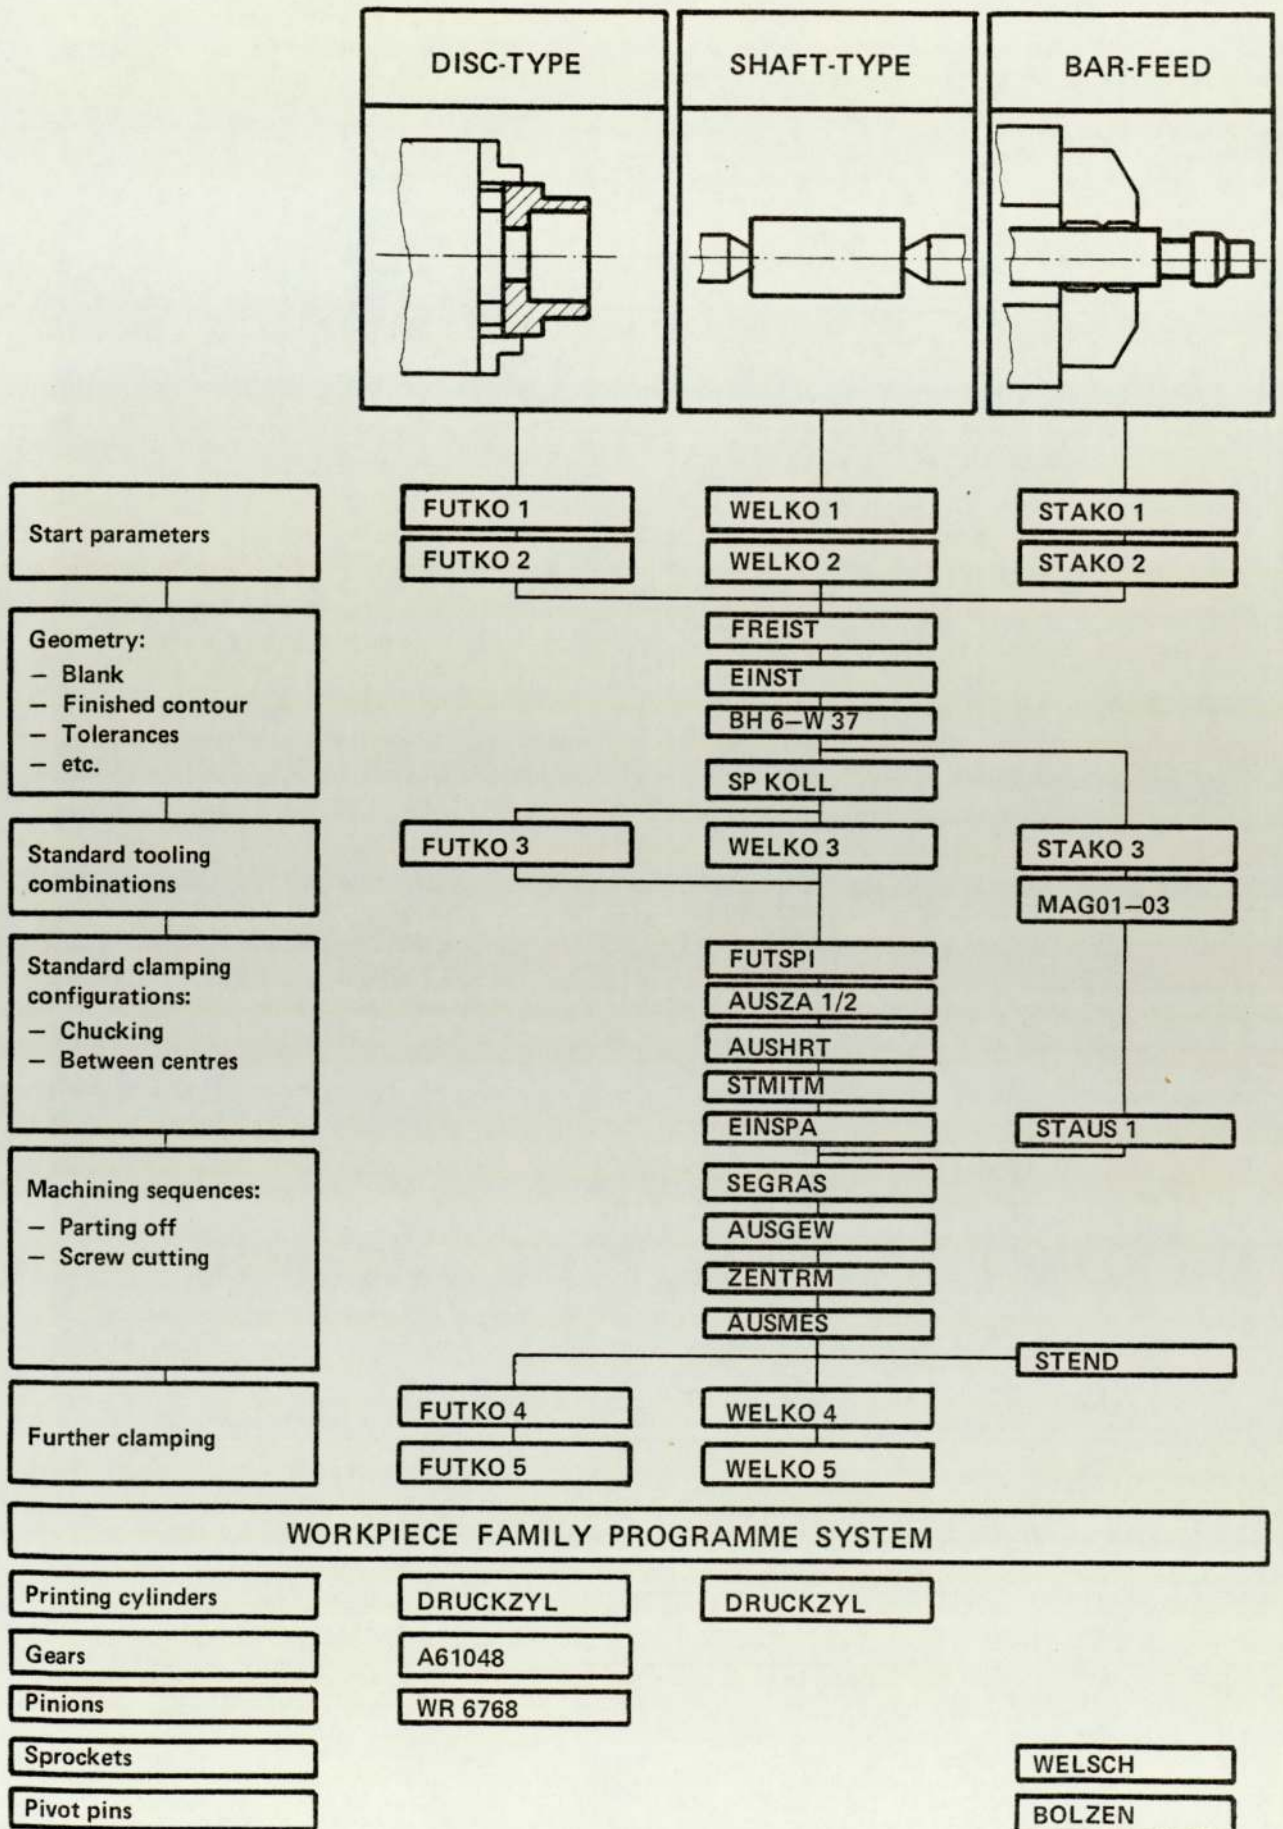 DISC-TYPE
SHAFT-TYPE
BAR-FEED
Start parameters
FUTKO 1
WELKO 1
STAKO 1
FUTKO 2
WELKO 2
STAKO 2
Geometry:
– Blank
– Finished contour
– Tolerances
– etc.
FREIST
EINST
BH 6–W 37
SP KOLL
Standard tooling
combinations
FUTKO 3
WELKO 3
STAKO 3
MAG01–03
Standard clamping
configurations:
– Chucking
– Between centres
FUTSPI
AUSZA 1/2
AUSHRT
STMITM
EINSPA
STAUS 1
Machining sequences:
– Parting off
– Screw cutting
SEGRAS
AUSGEW
ZENTRM
AUSMES
STEND
Further clamping
FUTKO 4
WELKO 4
FUTKO 5
WELKO 5
WORKPIECE FAMILY PROGRAMME SYSTEM
Printing cylinders
DRUCKZYL
DRUCKZYL
Gears
A61048
Pinions
WR 6768
Sprockets
WELSCH
Pivot pins
BOLZEN